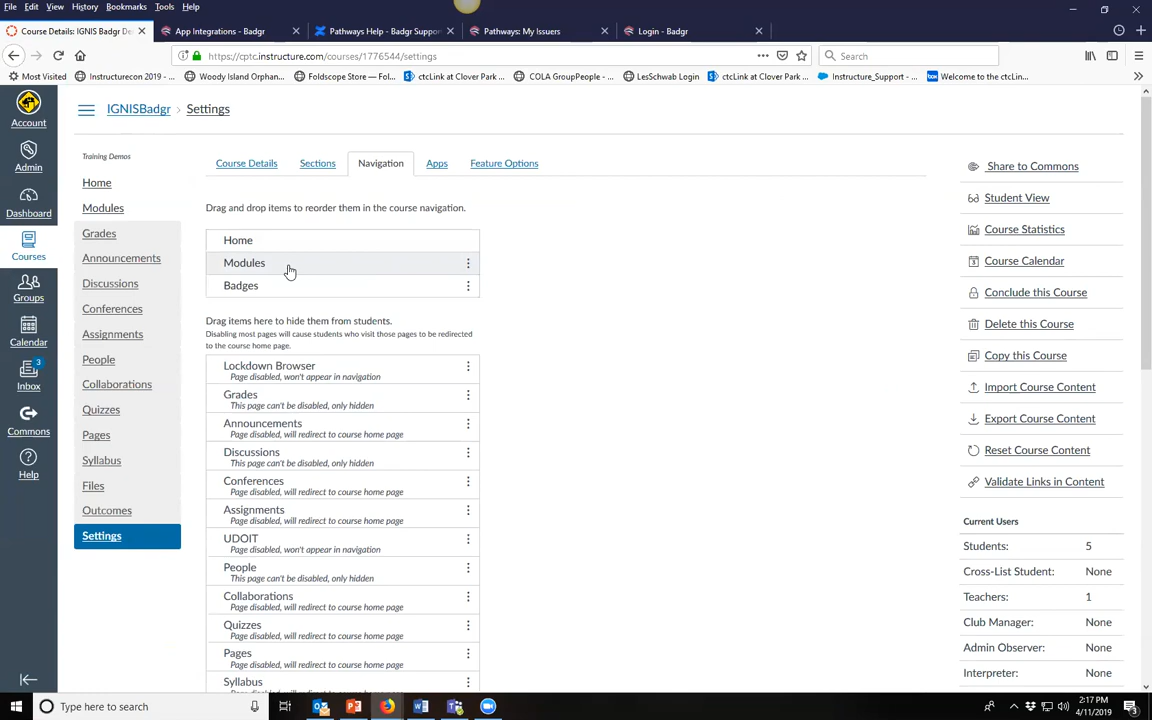 File Edit View History Bookmarks Tools Help
Course Details: IGNIS Badgr De
App Integrations - Badgr
Pathways Help - Badgr Support
Pathways: My Issuers
Login - Badgr
https://cptc.instructure.com/courses/1776544/settings
Search
Most Visited
Instructurecon 2019 - ...
Woody Island Orphan...
Foldscope Store — Fol...
ctcLink at Clover Park ...
COLA GroupPeople - ...
LesSchwab Login
ctcLink at Clover Park ...
Instructure_Support - ...
Welcome to the ctcLin...
Account
Admin
Dashboard
Courses
Groups
Calendar
3
Inbox
Commons
Help
IGNISBadgr › Settings
Training Demos
Home
Modules
Grades
Announcements
Discussions
Conferences
Assignments
People
Collaborations
Quizzes
Pages
Syllabus
Files
Outcomes
Settings
Course Details
Sections
Navigation
Apps
Feature Options
Drag and drop items to reorder them in the course navigation.
Home
Modules
Badges
Drag items here to hide them from students.
Disabling most pages will cause students who visit those pages to be redirected
to the course home page.
Lockdown Browser
Page disabled, won't appear in navigation
Grades
This page can't be disabled, only hidden
Announcements
Page disabled, will redirect to course home page
Discussions
This page can't be disabled, only hidden
Conferences
Page disabled, will redirect to course home page
Assignments
Page disabled, will redirect to course home page
UDOIT
Page disabled, won't appear in navigation
People
This page can't be disabled, only hidden
Collaborations
Page disabled, will redirect to course home page
Quizzes
Page disabled, will redirect to course home page
Pages
Page disabled, will redirect to course home page
Syllabus
Share to Commons
Student View
Course Statistics
Course Calendar
Conclude this Course
Delete this Course
Copy this Course
Import Course Content
Export Course Content
Reset Course Content
Validate Links in Content
Current Users
Students: 5
Cross-List Student: None
Teachers: 1
Club Manager: None
Admin Observer: None
Interpreter: None
Type here to search
2:17 PM
4/11/2019